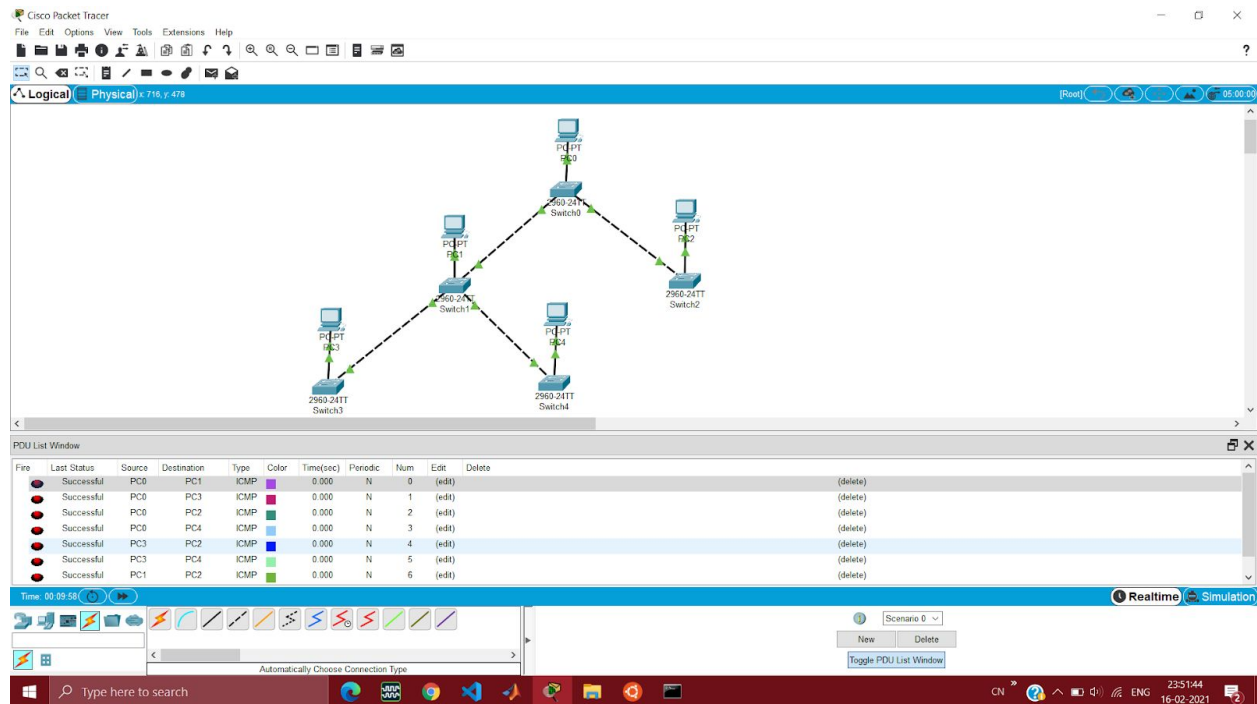 Cisco Packet Tracer
File Edit Options View Tools Extensions Help
?
Logical Physical x: 716, y: 478 [Root] 05:00:00
PC-PT
PC0
2960-24TT
Switch0
PC-PT
PC2
PC-PT
PC1
2960-24TT
Switch2
2960-24TT
Switch1
PC-PT
PC4
PC-PT
PC3
2960-24TT
Switch4
2960-24TT
Switch3
PDU List Window
Fire Last Status Source Destination Type Color Time(sec) Periodic Num Edit Delete
Successful PC0 PC1 ICMP 0.000 N 0 (edit) (delete)
Successful PC0 PC3 ICMP 0.000 N 1 (edit) (delete)
Successful PC0 PC2 ICMP 0.000 N 2 (edit) (delete)
Successful PC0 PC4 ICMP 0.000 N 3 (edit) (delete)
Successful PC3 PC2 ICMP 0.000 N 4 (edit) (delete)
Successful PC3 PC4 ICMP 0.000 N 5 (edit) (delete)
Successful PC1 PC2 ICMP 0.000 N 6 (edit) (delete)
Time: 00:09:58 Realtime Simulation
Scenario 0
New Delete
Toggle PDU List Window
Automatically Choose Connection Type
Type here to search
CN ENG 23:51:44
16-02-2021
2